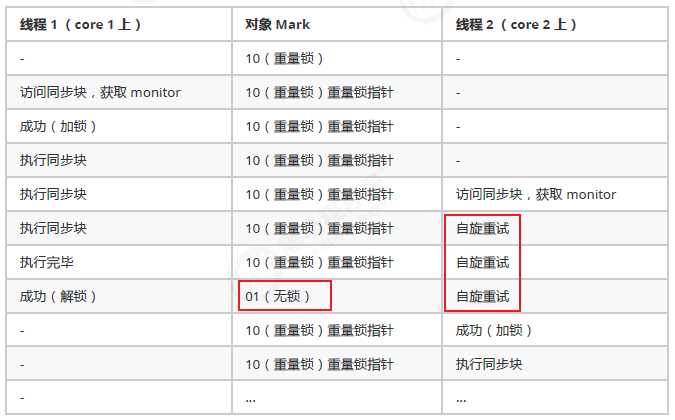 线程 1（core 1 上） 对象 Mark 线程 2（core 2 上）
- 10（重量锁） -
访问同步块，获取 monitor 10（重量锁）重量锁指针 -
成功（加锁） 10（重量锁）重量锁指针 -
执行同步块 10（重量锁）重量锁指针 -
执行同步块 10（重量锁）重量锁指针 访问同步块，获取 monitor
执行同步块 10（重量锁）重量锁指针 自旋重试
执行完毕 10（重量锁）重量锁指针 自旋重试
成功（解锁） 01（无锁） 自旋重试
- 10（重量锁）重量锁指针 成功（加锁）
- 10（重量锁）重量锁指针 执行同步块
- ... ...